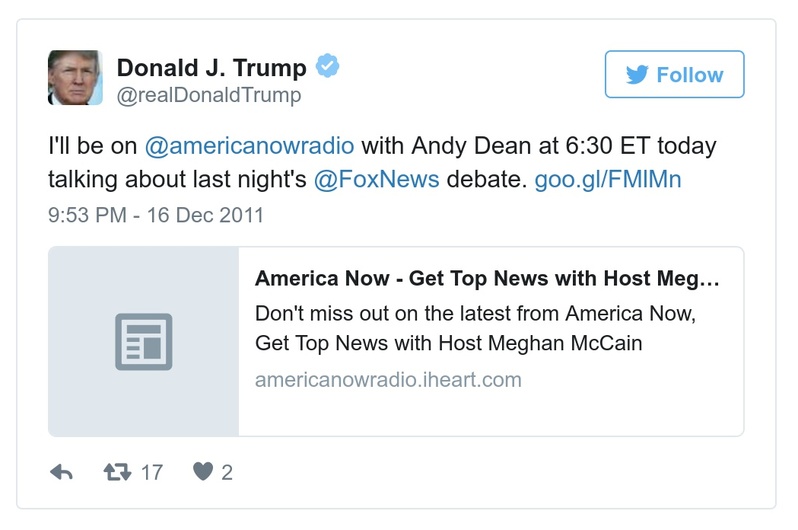 Donald J. Trump
@realDonaldTrump
Follow
I'll be on @americanowradio with Andy Dean at 6:30 ET today
talking about last night's @FoxNews debate. goo.gl/FMlMn
9:53 PM - 16 Dec 2011
America Now - Get Top News with Host Meg…
Don't miss out on the latest from America Now,
Get Top News with Host Meghan McCain
americanowradio.iheart.com
17 2